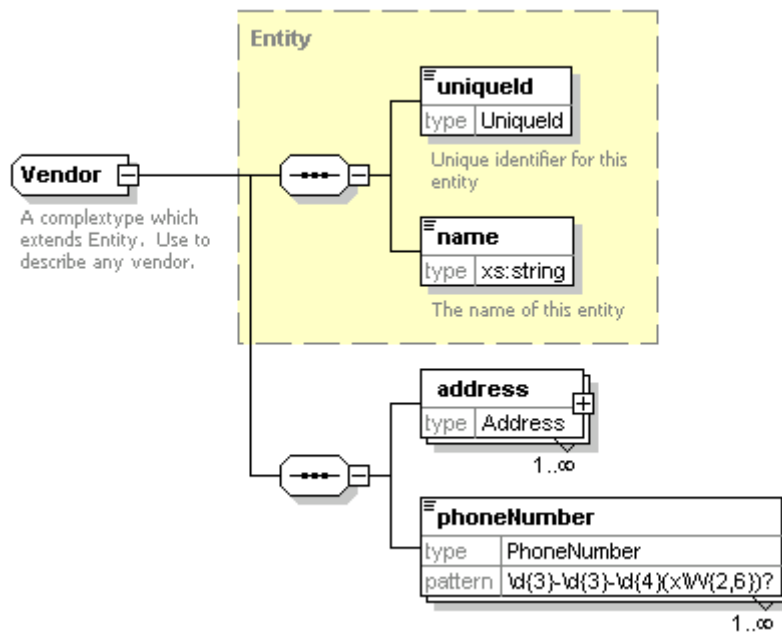 Entity
uniqueId
type UniqueId
Unique identifier for this
entity
Vendor
A complextype which
extends Entity. Use to
describe any vendor.
name
type xs:string
The name of this entity
address
type Address
1..∞
phoneNumber
type PhoneNumber
pattern \d{3}-\d{3}-\d{4}(x\W{2,6})?
1..∞